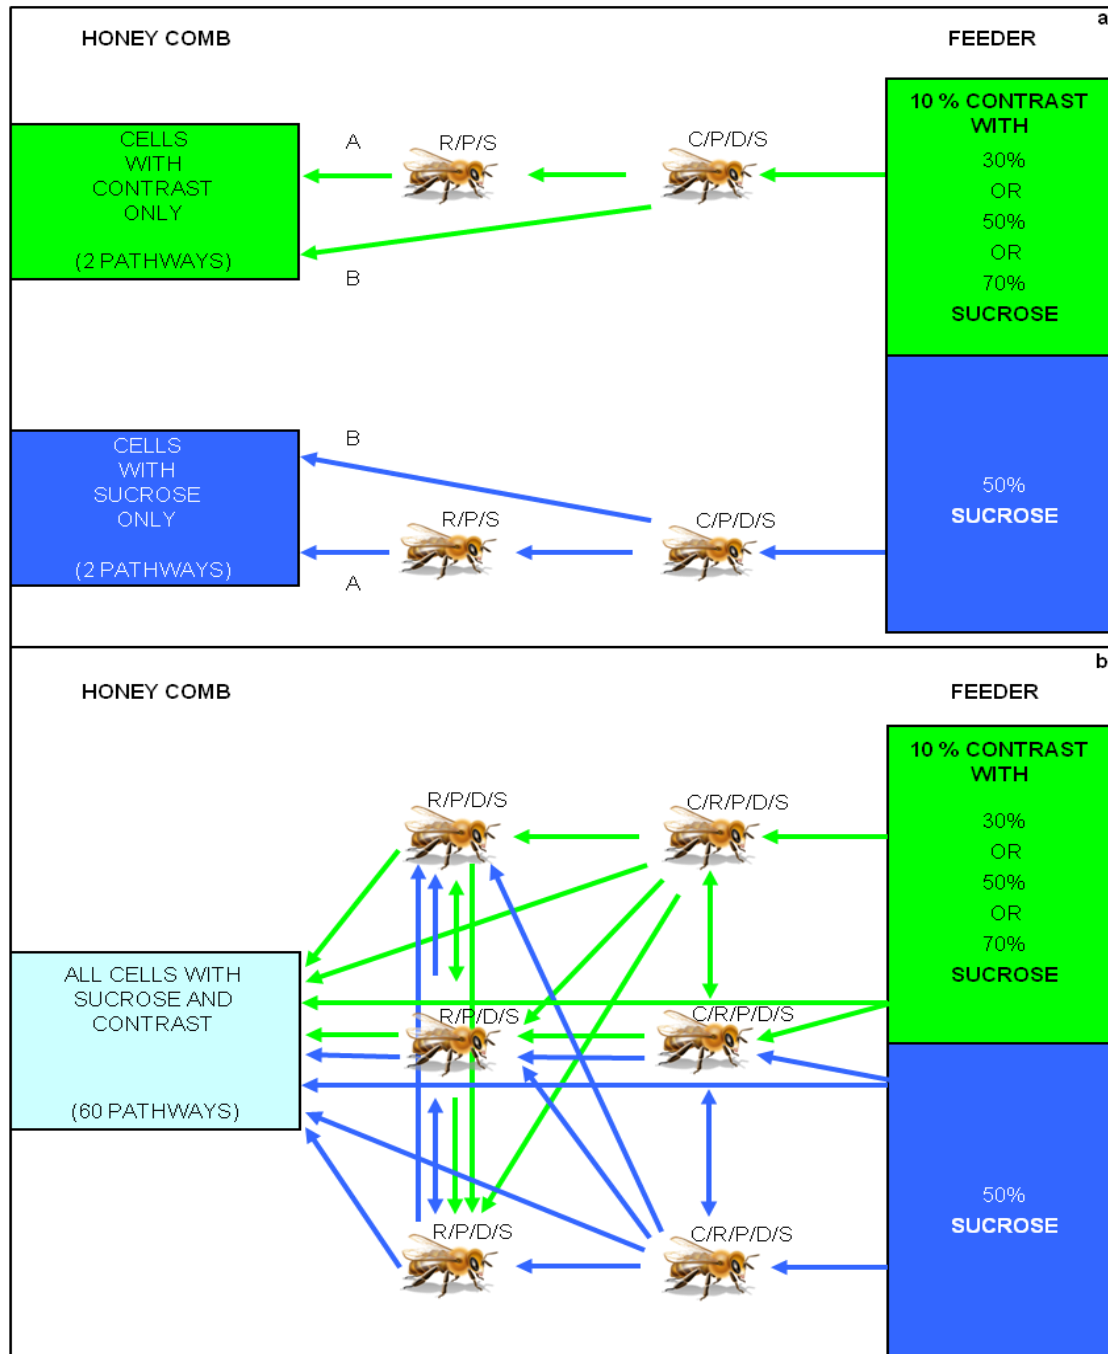 a
HONEY COMB
FEEDER
10 % CONTRAST
WITH
30%
OR
50%
OR
70%
SUCROSE
CELLS
WITH
CONTRAST
ONLY
(2 PATHWAYS)
A
R/P/S
C/P/D/S
B
CELLS
WITH
SUCROSE
ONLY
(2 PATHWAYS)
B
R/P/S
C/P/D/S
A
50%
SUCROSE
b
HONEY COMB
FEEDER
10 % CONTRAST
WITH
30%
OR
50%
OR
70%
SUCROSE
R/P/D/S
C/R/P/D/S
ALL CELLS WITH
SUCROSE AND
CONTRAST
(60 PATHWAYS)
R/P/D/S
C/R/P/D/S
R/P/D/S
C/R/P/D/S
50%
SUCROSE